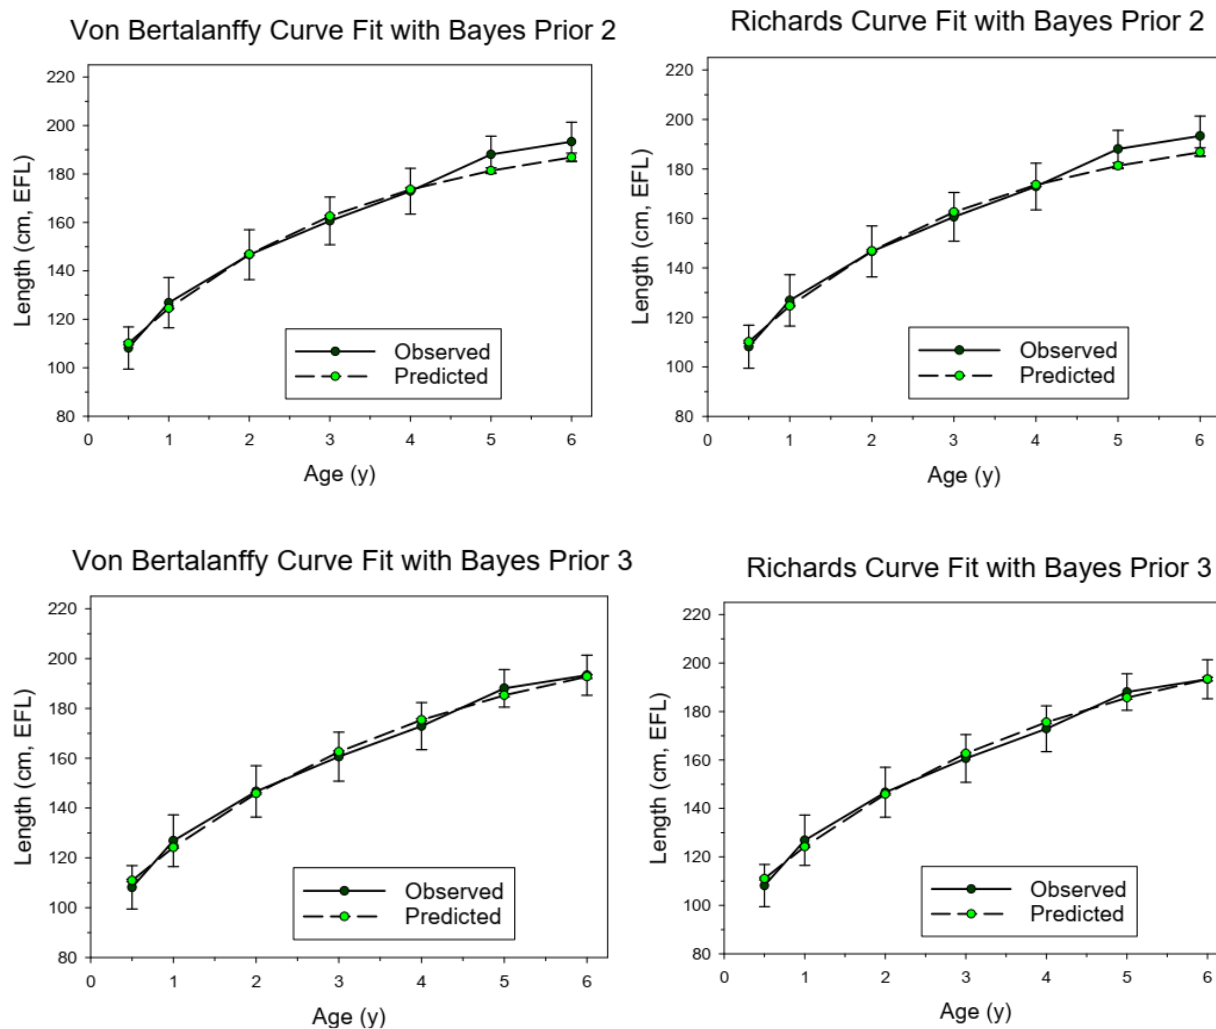 Von Bertalanffy Curve Fit with Bayes Prior 2
220
200
180
160
140
120
100
80
Length (cm, EFL)
Observed
Predicted
0 1 2 3 4 5 6
Age (y)
Richards Curve Fit with Bayes Prior 2
220
200
180
160
140
120
100
80
Length (cm, EFL)
Observed
Predicted
0 1 2 3 4 5 6
Age (y)
Von Bertalanffy Curve Fit with Bayes Prior 3
220
200
180
160
140
120
100
80
Length (cm, EFL)
Observed
Predicted
0 1 2 3 4 5 6
Age (y)
Richards Curve Fit with Bayes Prior 3
220
200
180
160
140
120
100
80
Length (cm, EFL)
Observed
Predicted
0 1 2 3 4 5 6
Age (y)